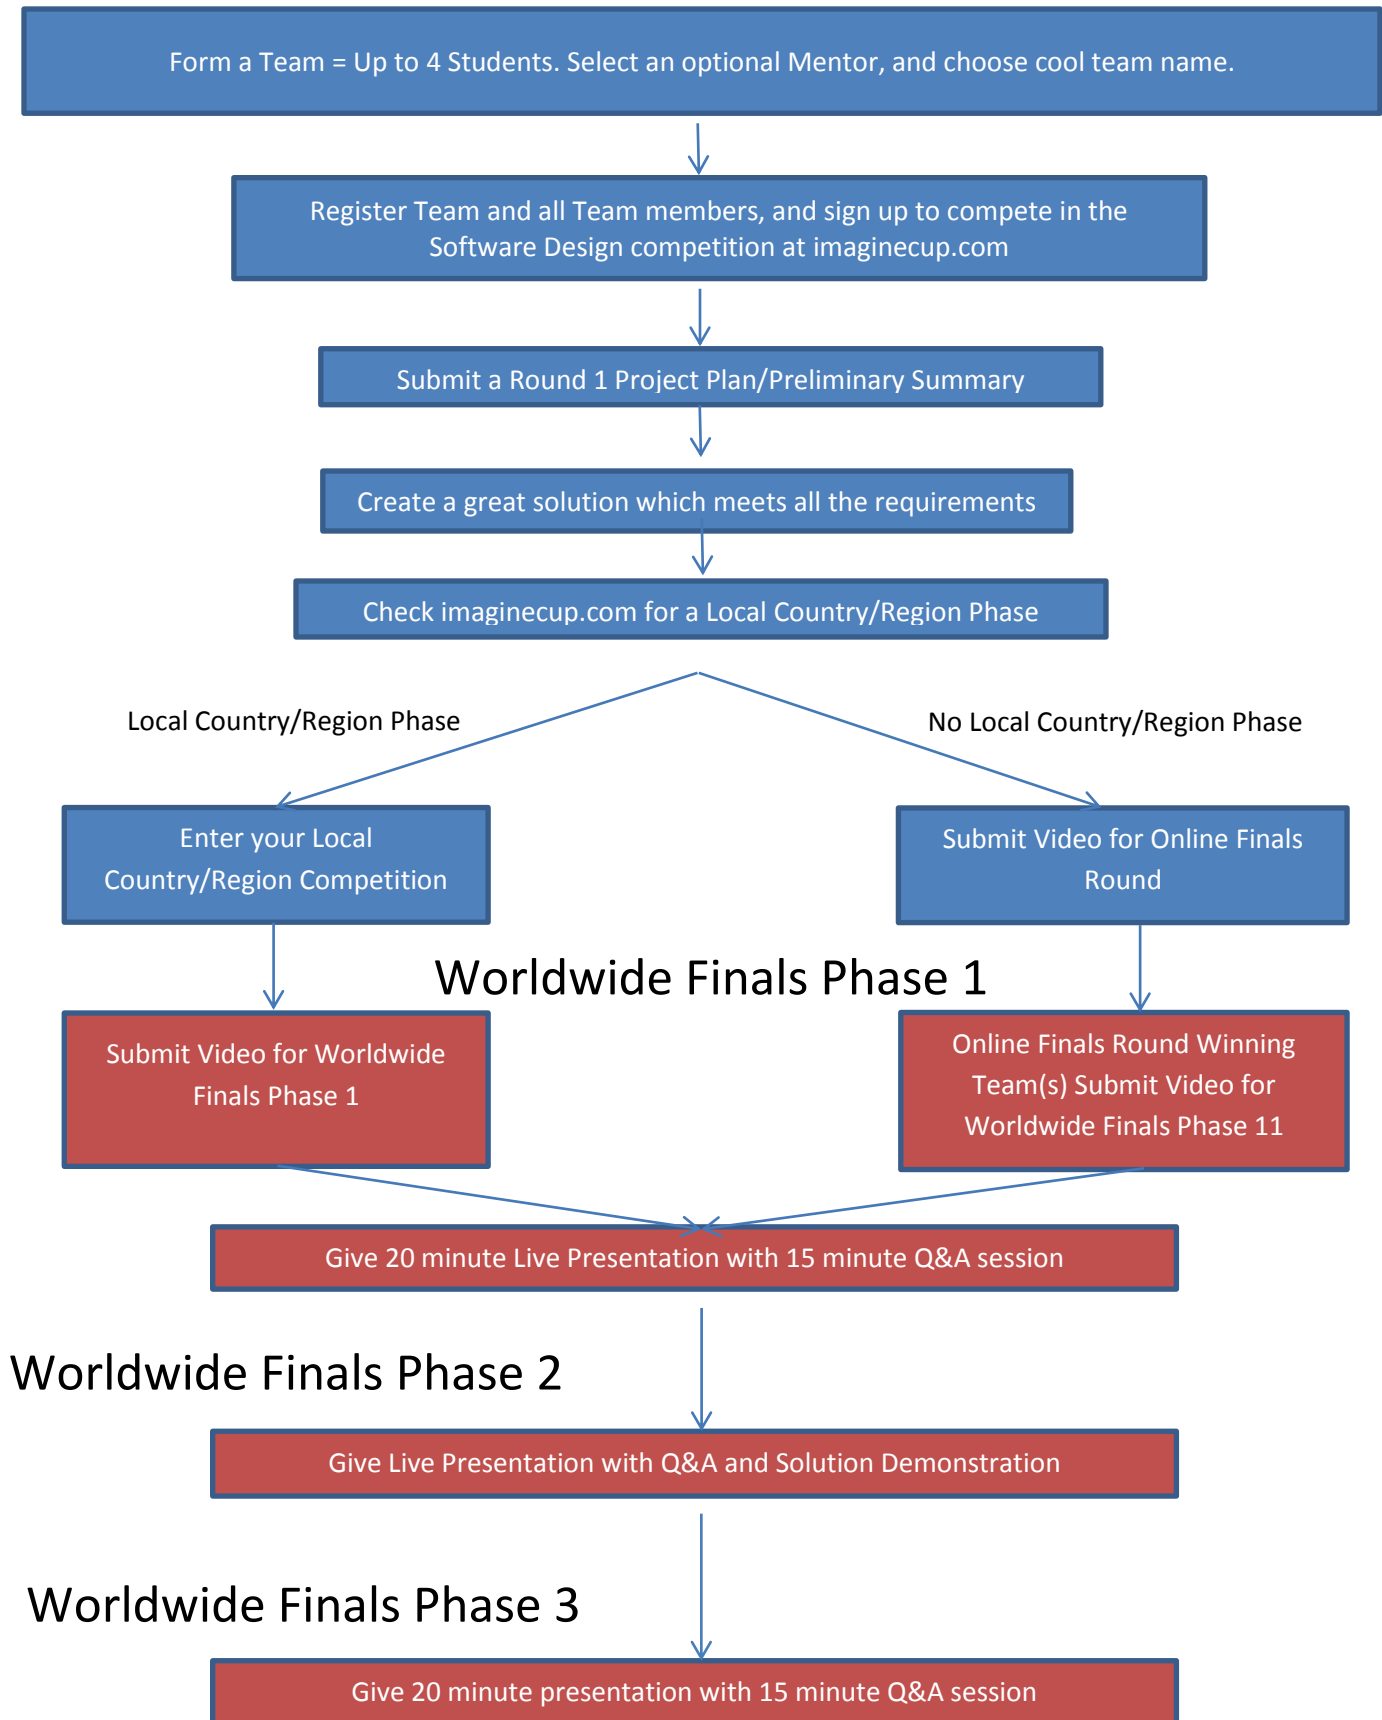 Form a Team = Up to 4 Students. Select an optional Mentor, and choose cool team name.
Register Team and all Team members, and sign up to compete in the
Software Design competition at imaginecup.com
Submit a Round 1 Project Plan/Preliminary Summary
Create a great solution which meets all the requirements
Check imaginecup.com for a Local Country/Region Phase
Local Country/Region Phase
No Local Country/Region Phase
Enter your Local
Country/Region Competition
Submit Video for Online Finals
Round
Worldwide Finals Phase 1
Submit Video for Worldwide
Finals Phase 1
Online Finals Round Winning
Team(s) Submit Video for
Worldwide Finals Phase 11
Give 20 minute Live Presentation with 15 minute Q&A session
Worldwide Finals Phase 2
Give Live Presentation with Q&A and Solution Demonstration
Worldwide Finals Phase 3
Give 20 minute presentation with 15 minute Q&A session